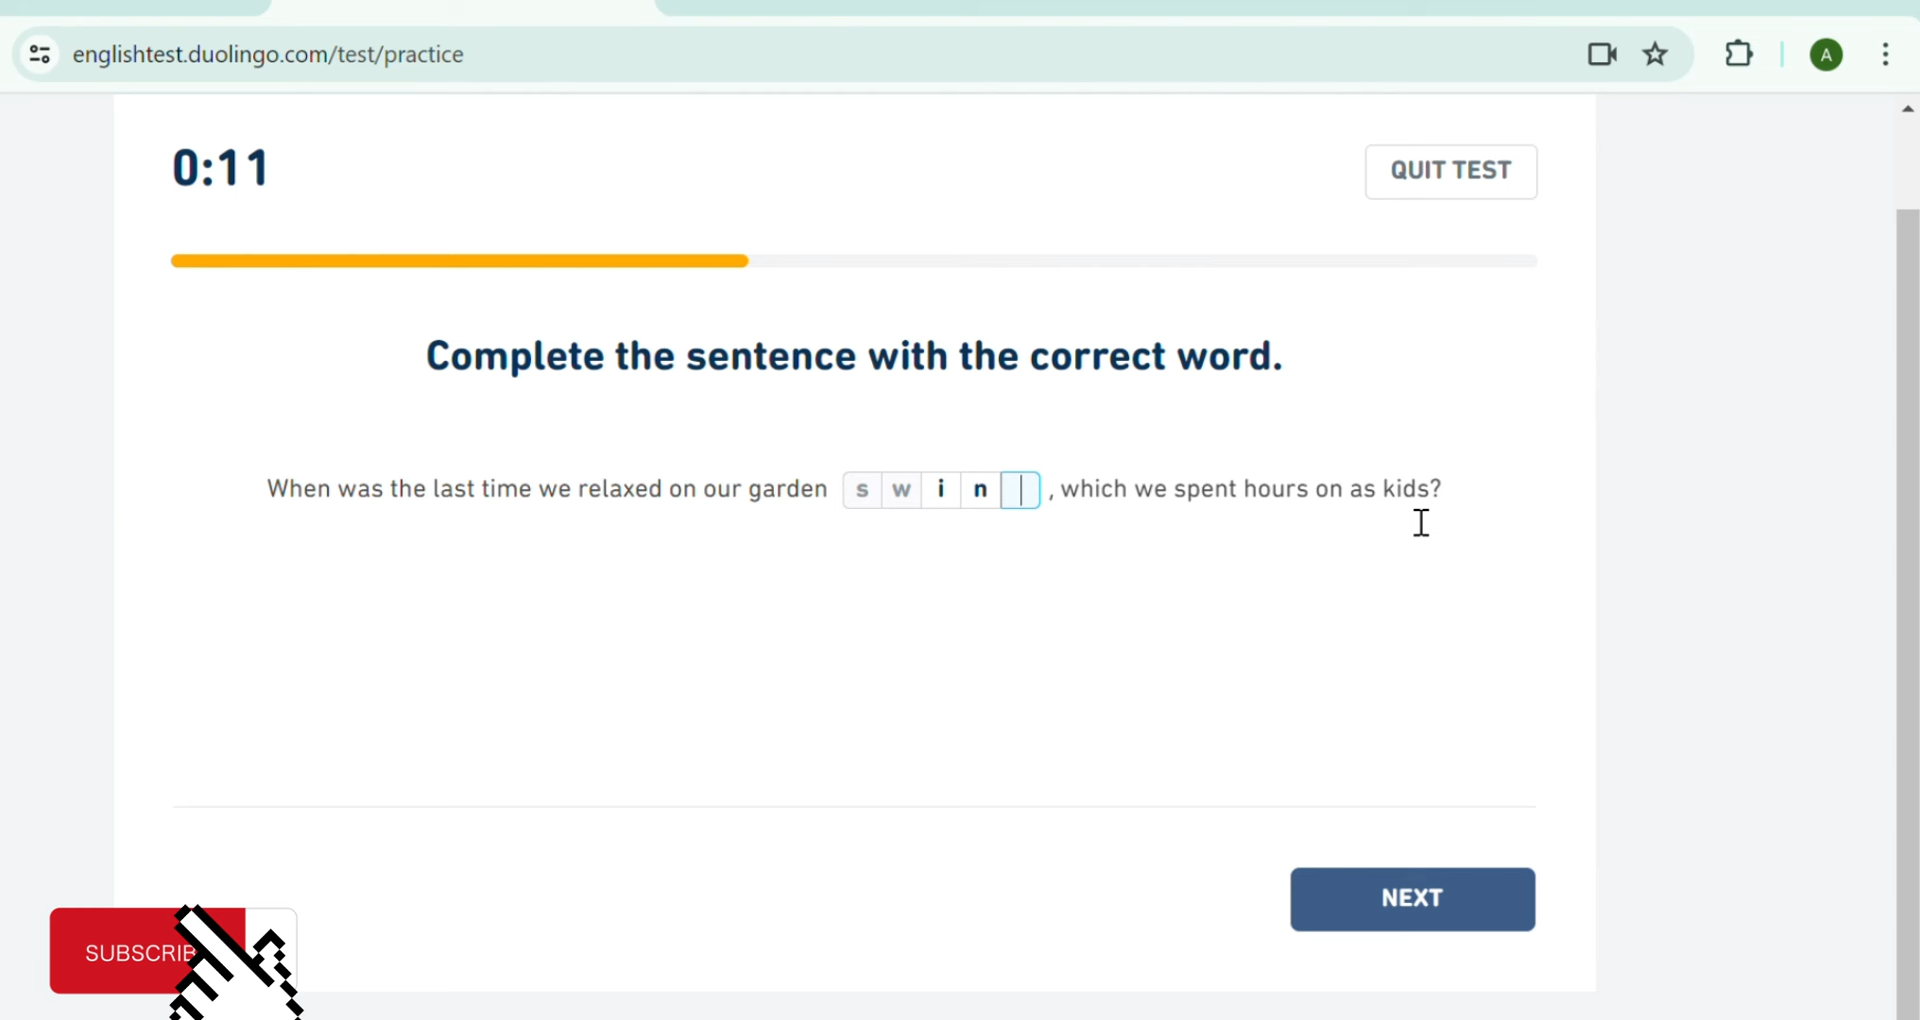 englishtest.duolingo.com/test/practice
A
0:11
QUIT TEST
Complete the sentence with the correct word.
When was the last time we relaxed on our garden s w i n , which we spent hours on as kids?
NEXT
SUBSCRIB